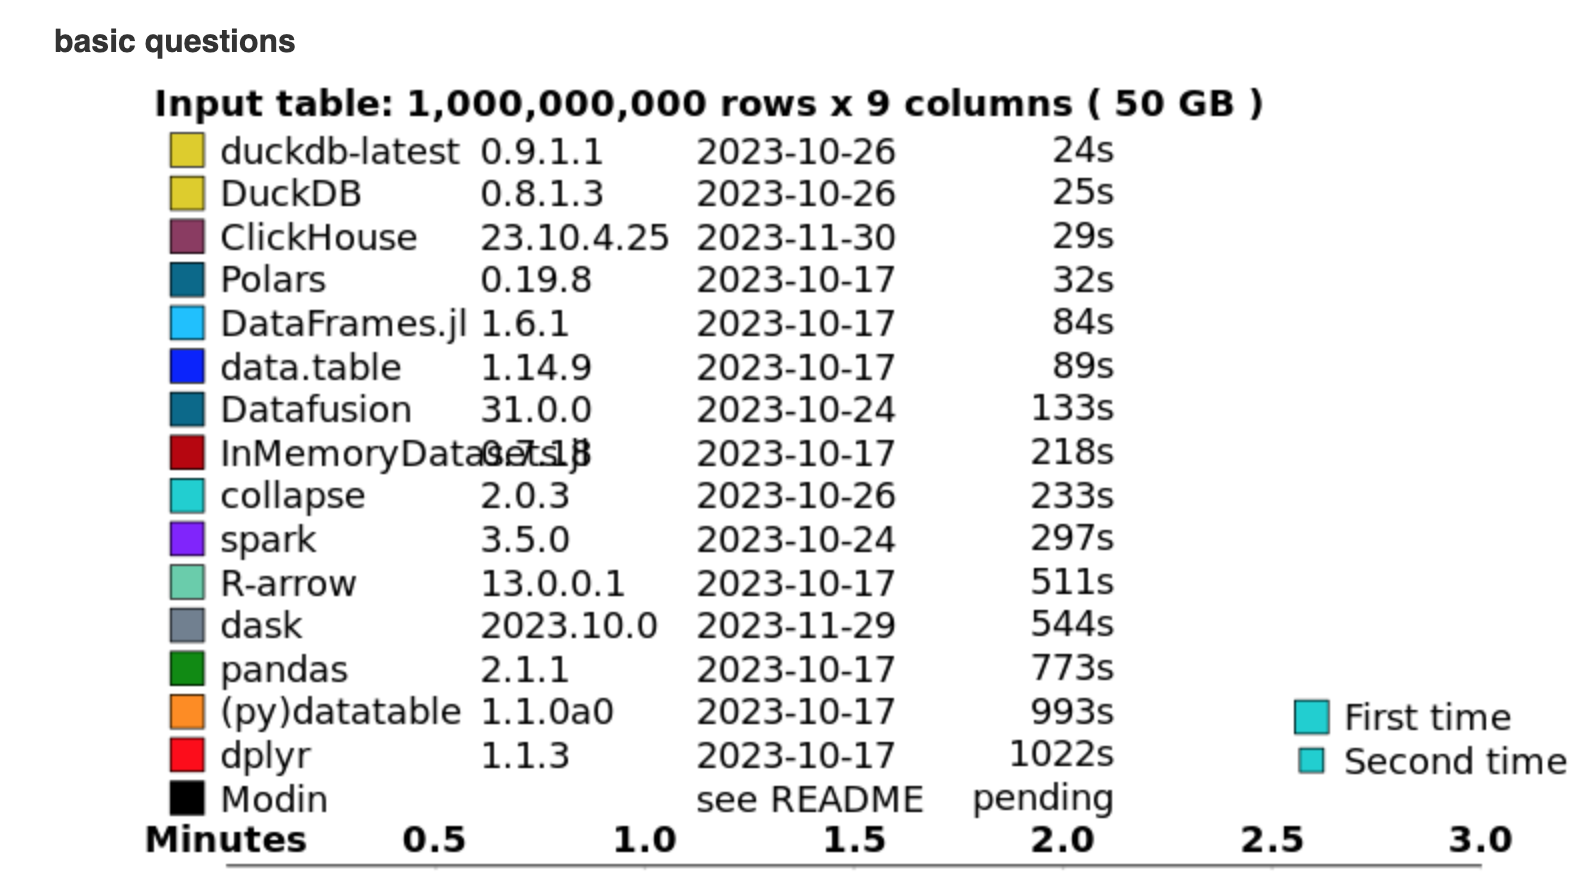 basic questions
Input table: 1,000,000,000 rows x 9 columns ( 50 GB )
duckdb-latest 0.9.1.1 2023-10-26 24s
DuckDB 0.8.1.3 2023-10-26 25s
ClickHouse 23.10.4.25 2023-11-30 29s
Polars 0.19.8 2023-10-17 32s
DataFrames.jl 1.6.1 2023-10-17 84s
data.table 1.14.9 2023-10-17 89s
Datafusion 31.0.0 2023-10-24 133s
InMemoryDatasets.jl 0.7.18 2023-10-17 218s
collapse 2.0.3 2023-10-26 233s
spark 3.5.0 2023-10-24 297s
R-arrow 13.0.0.1 2023-10-17 511s
dask 2023.10.0 2023-11-29 544s
pandas 2.1.1 2023-10-17 773s
(py)datatable 1.1.0a0 2023-10-17 993s
dplyr 1.1.3 2023-10-17 1022s
Modin see README pending
First time
Second time
Minutes 0.5 1.0 1.5 2.0 2.5 3.0